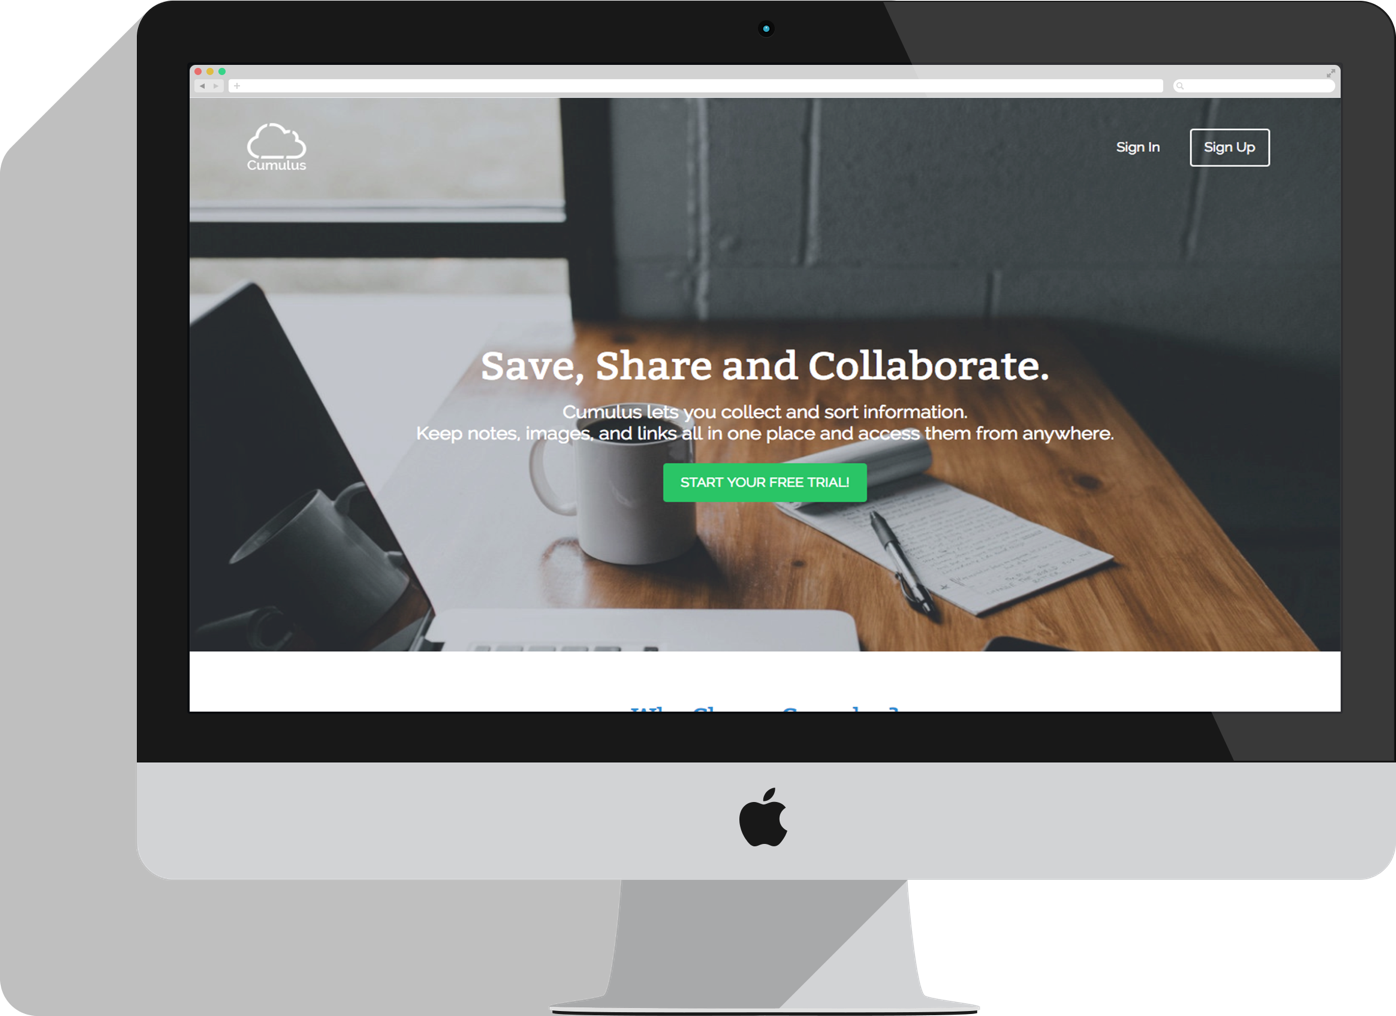 Cumulus
Sign In
Sign Up
Save, Share and Collaborate.
Cumulus lets you collect and sort information.
Keep notes, images, and links all in one place and access them from anywhere.
START YOUR FREE TRIAL!